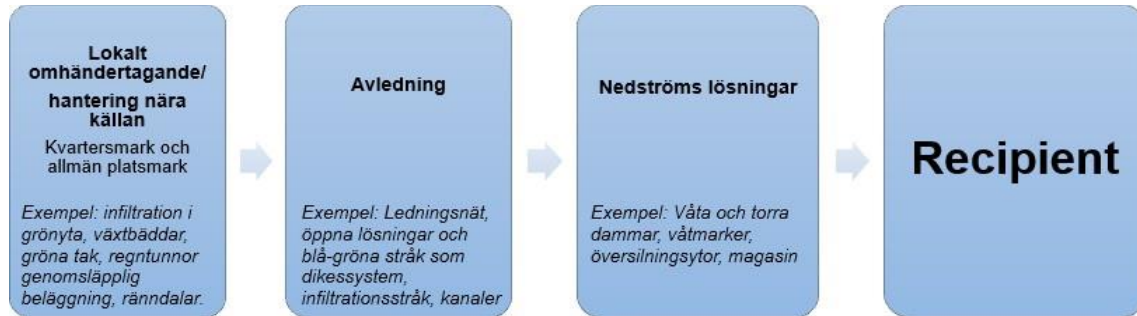 Lokalt
omhändertagande/
hantering nära
källan
Kvartersmark och
allmän platsmark
Exempel: infiltration i
grönyta, växtbäddar,
gröna tak, regntunnor
genomsläpplig
beläggning, ränndalar.
Avledning
Exempel: Ledningsnät,
öppna lösningar och
blå-gröna stråk som
dikessystem,
infiltrationsstråk, kanaler
Nedströms lösningar
Exempel: Våta och torra
dammar, våtmarker,
översilningsytor, magasin
Recipient